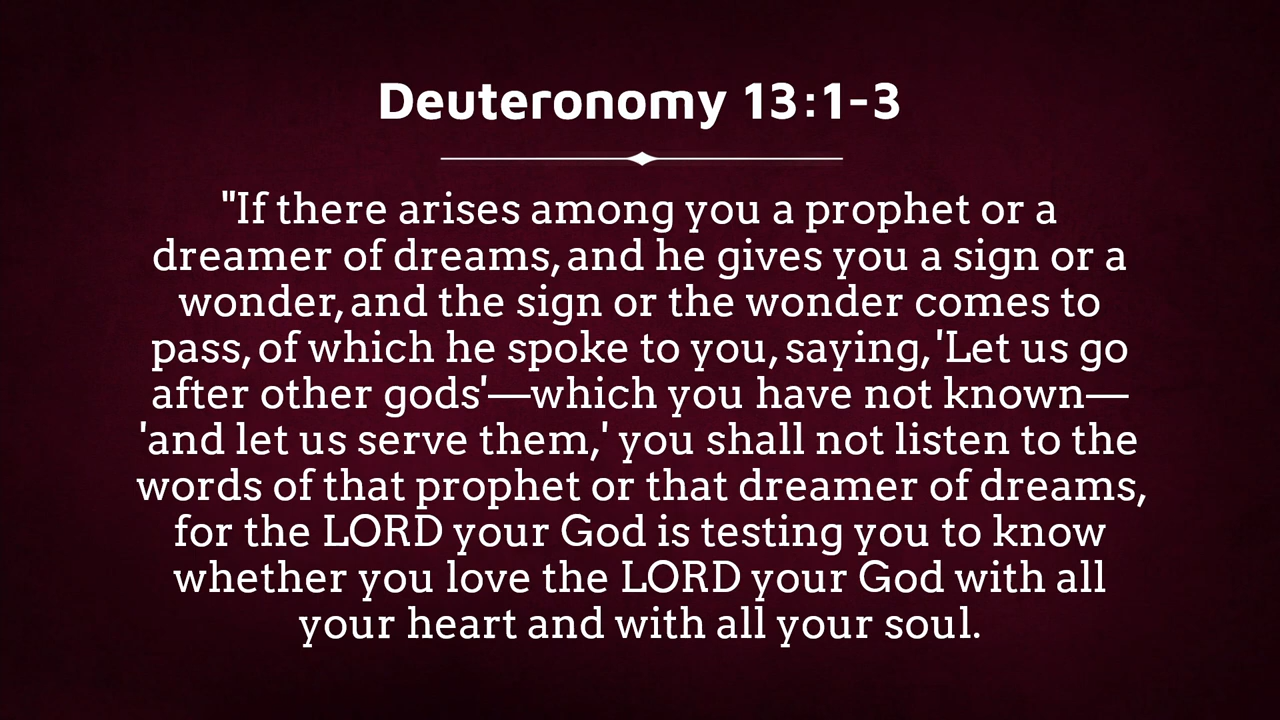 Deuteronomy 13:1-3
"If there arises among you a prophet or a
dreamer of dreams, and he gives you a sign or a
wonder, and the sign or the wonder comes to
pass, of which he spoke to you, saying, 'Let us go
after other gods'—which you have not known—
'and let us serve them,' you shall not listen to the
words of that prophet or that dreamer of dreams,
for the LORD your God is testing you to know
whether you love the LORD your God with all
your heart and with all your soul.